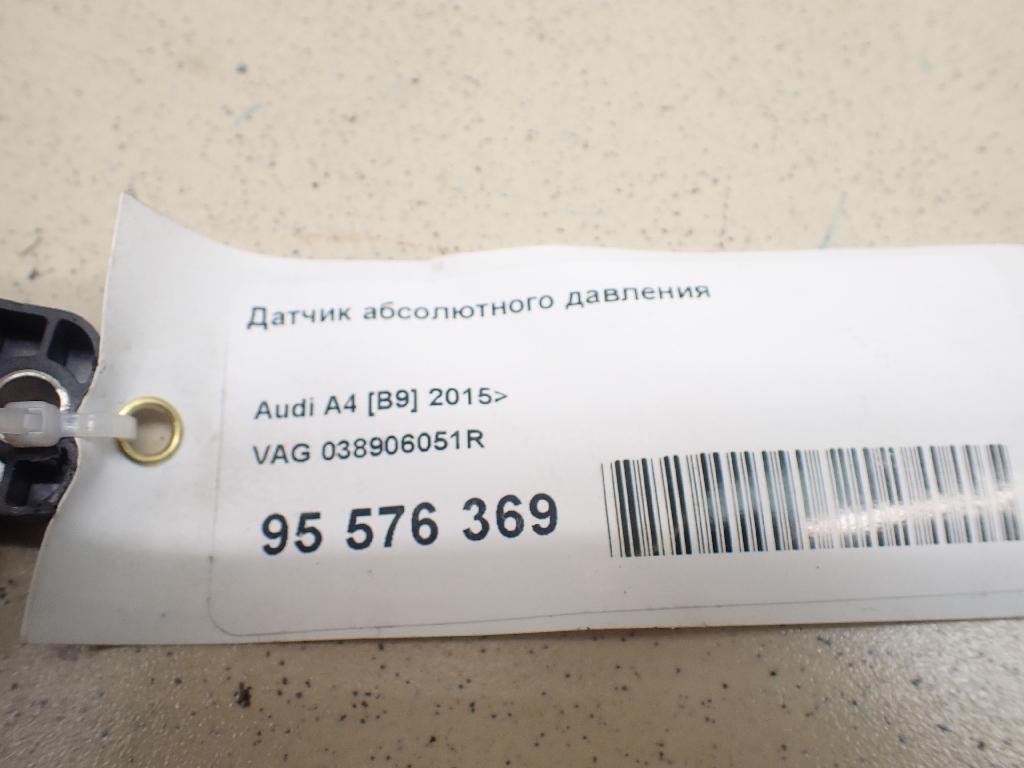 Датчик абсолютного давления
Audi A4 [B9] 2015>
VAG 038906051R
95 576 369